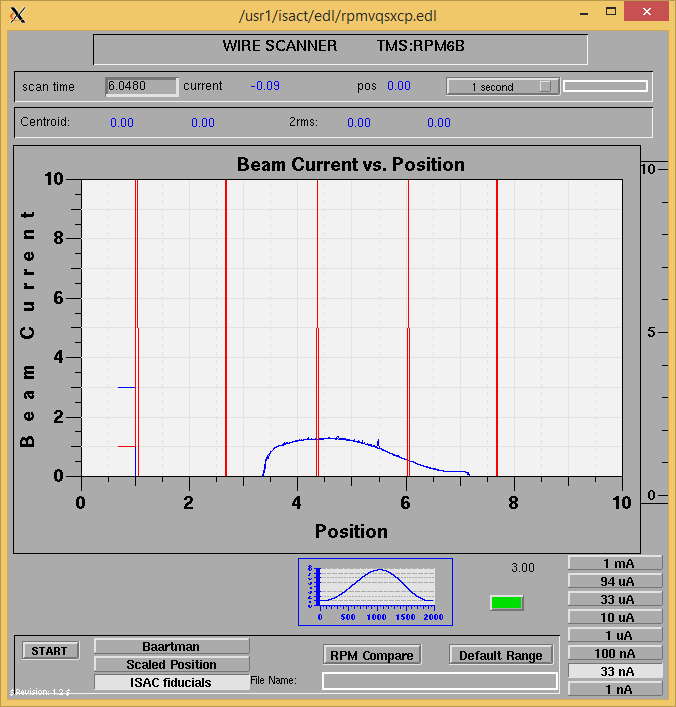 /usr1/isact/edl/rpmvqsxcp.edl
WIRE SCANNER TMS:RPM6B
scan time 6.0480 current -0.09 pos 0.00 1 second
Centroid: 0.00 0.00 2rms: 0.00 0.00
Beam Current vs. Position
10
8
6
4
2
0
Beam Current
0 2 4 6 8 10
Position
10
5
0
8
0 500 1000 1500 2000
3.00
1 mA
94 uA
33 uA
10 uA
1 uA
100 nA
33 nA
1 nA
START
Baartman
Scaled Position
ISAC fiducials
RPM Compare
Default Range
File Name:
$Revision: 1.2 $